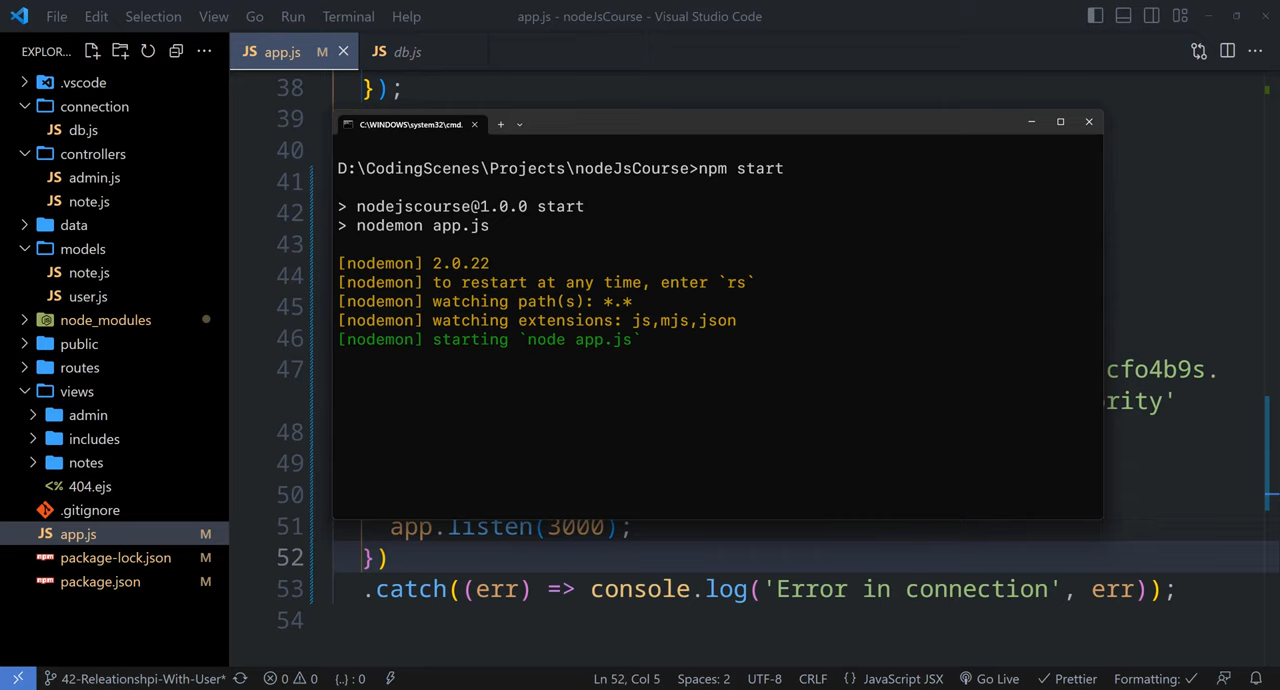 File Edit Selection View Go Run Terminal Help app.js - nodeJsCourse - Visual Studio Code
EXPLOR...
JS app.js M
JS db.js
.vscode
connection
JS db.js
controllers
JS admin.js
JS note.js
data
models
JS note.js
JS user.js
node_modules
public
routes
views
admin
includes
notes
<% 404.ejs
.gitignore
JS app.js M
npm package-lock.json M
npm package.json M
38 });
39
40
41
42
43
44
45
46
47 cfo4b9s.
ority'
48
49
50
51 app.listen(3000);
52 })
53 .catch((err) => console.log('Error in connection', err));
54
C:\WINDOWS\system32\cmd.
D:\CodingScenes\Projects\nodeJsCourse>npm start
> nodejscourse@1.0.0 start
> nodemon app.js
[nodemon] 2.0.22
[nodemon] to restart at any time, enter `rs`
[nodemon] watching path(s): *.*
[nodemon] watching extensions: js,mjs,json
[nodemon] starting `node app.js`
42-Releationshpi-With-User* 0 0 {..} : 0 Ln 52, Col 5 Spaces: 2 UTF-8 CRLF {} JavaScript JSX Go Live Prettier Formatting: